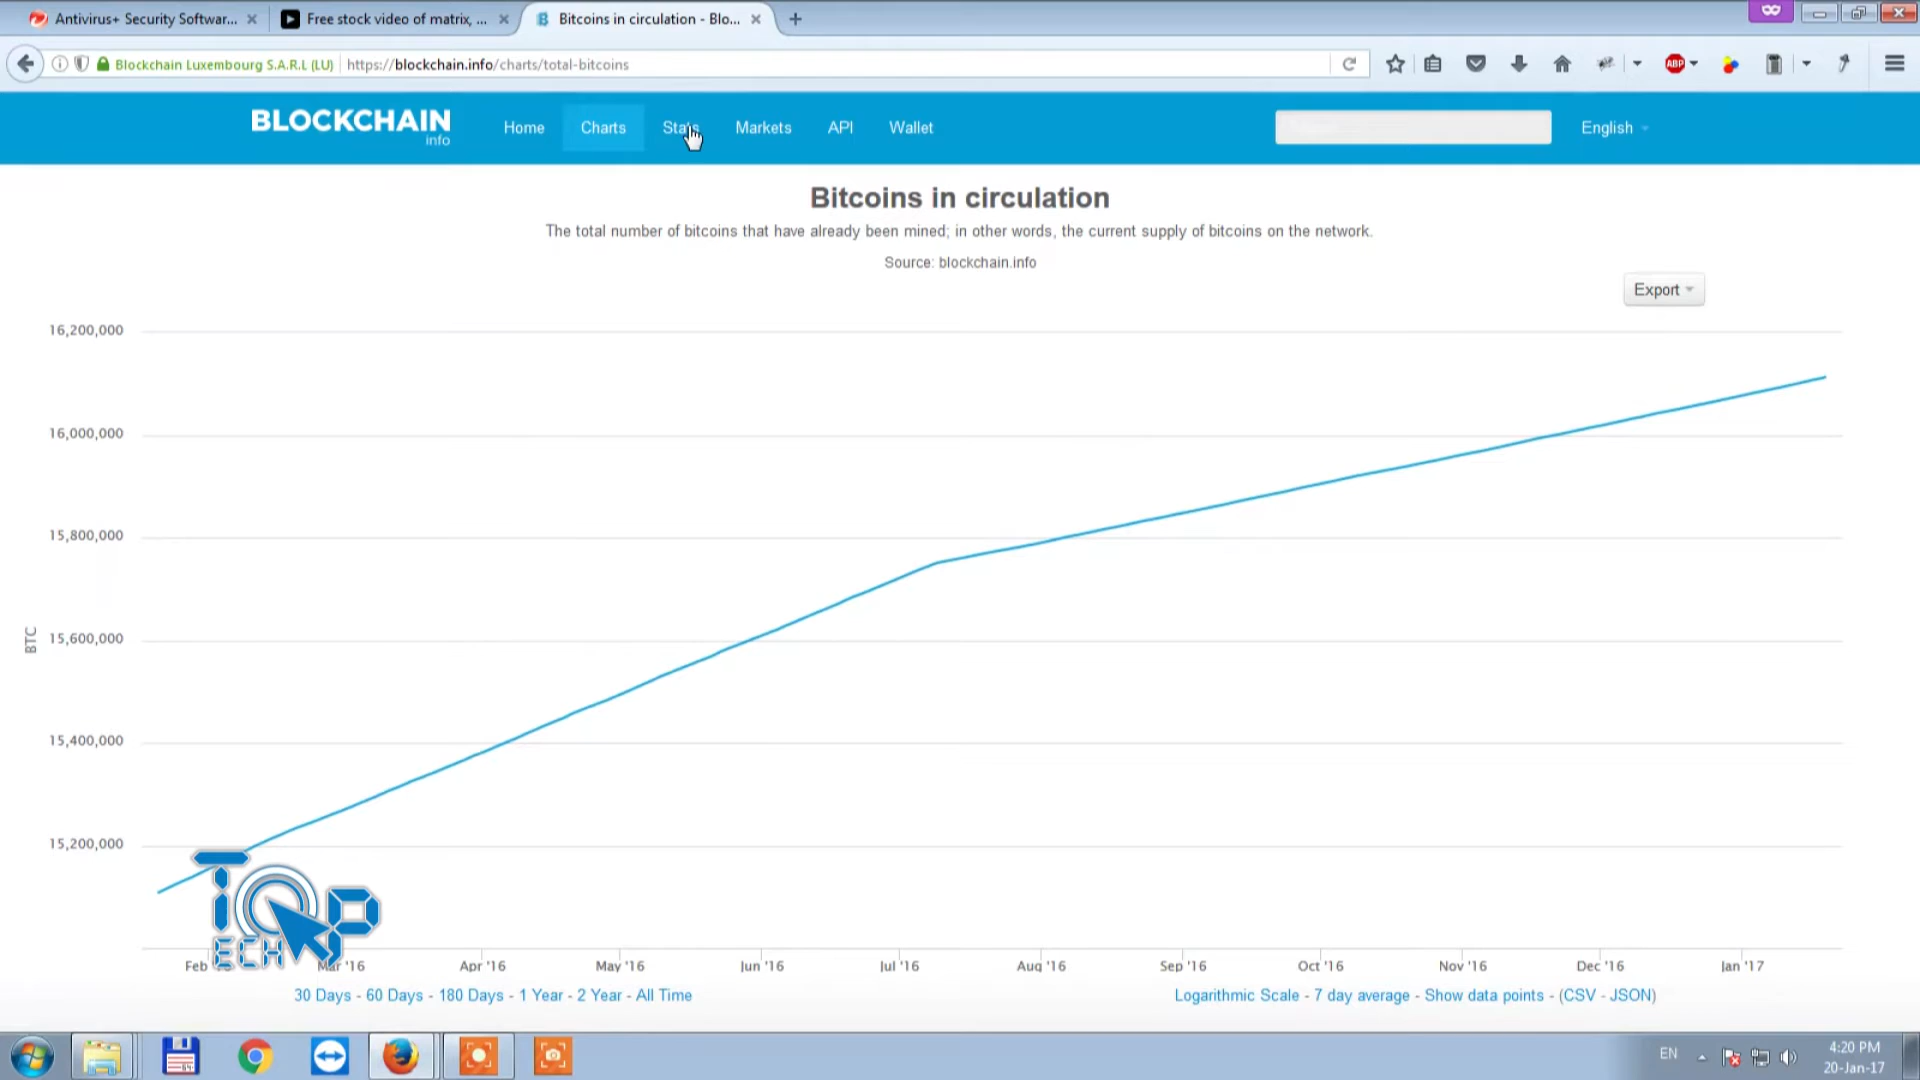 Antivirus+ Security Softwar...
Free stock video of matrix, ...
Bitcoins in circulation - Blo...
Blockchain Luxembourg S.A.R.L (LU)
https://blockchain.info/charts/total-bitcoins
ABP
BLOCKCHAIN
info
Home
Charts
Stats
Markets
API
Wallet
English
Bitcoins in circulation
The total number of bitcoins that have already been mined; in other words, the current supply of bitcoins on the network.
Source: blockchain.info
Export
16,200,000
16,000,000
15,800,000
15,600,000
15,400,000
15,200,000
BTC
TOP
TECH
Feb
Mar '16
Apr '16
May '16
Jun '16
Jul '16
Aug '16
Sep '16
Oct '16
Nov '16
Dec '16
Jan '17
30 Days - 60 Days - 180 Days - 1 Year - 2 Year - All Time
Logarithmic Scale - 7 day average - Show data points - (CSV - JSON)
EN
4:20 PM
20-Jan-17